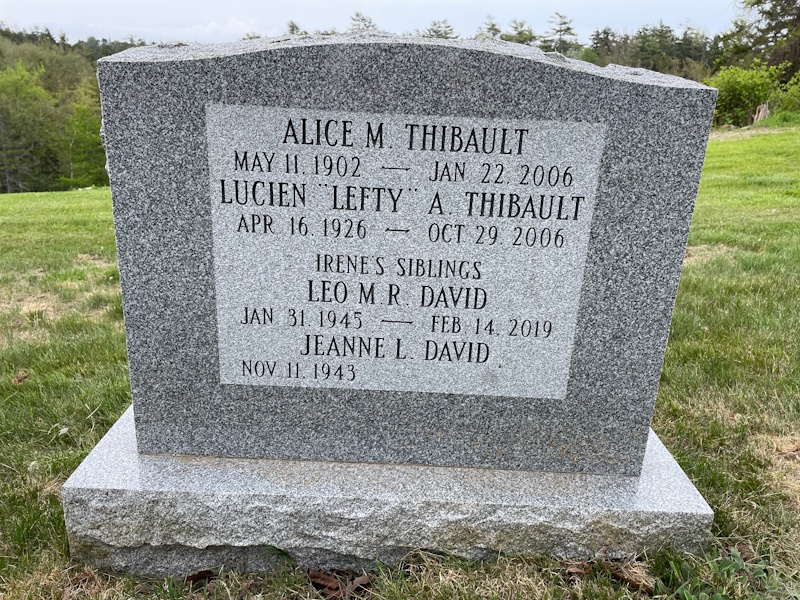 ALICE M. THIBAULT
MAY 11, 1902 — JAN 22, 2006
LUCIEN "LEFTY" A. THIBAULT
APR 16, 1926 — OCT 29, 2006
IRENE'S SIBLINGS
LEO M.R. DAVID
JAN 31, 1945 — FEB 14, 2019
JEANNE L. DAVID
NOV 11, 1943